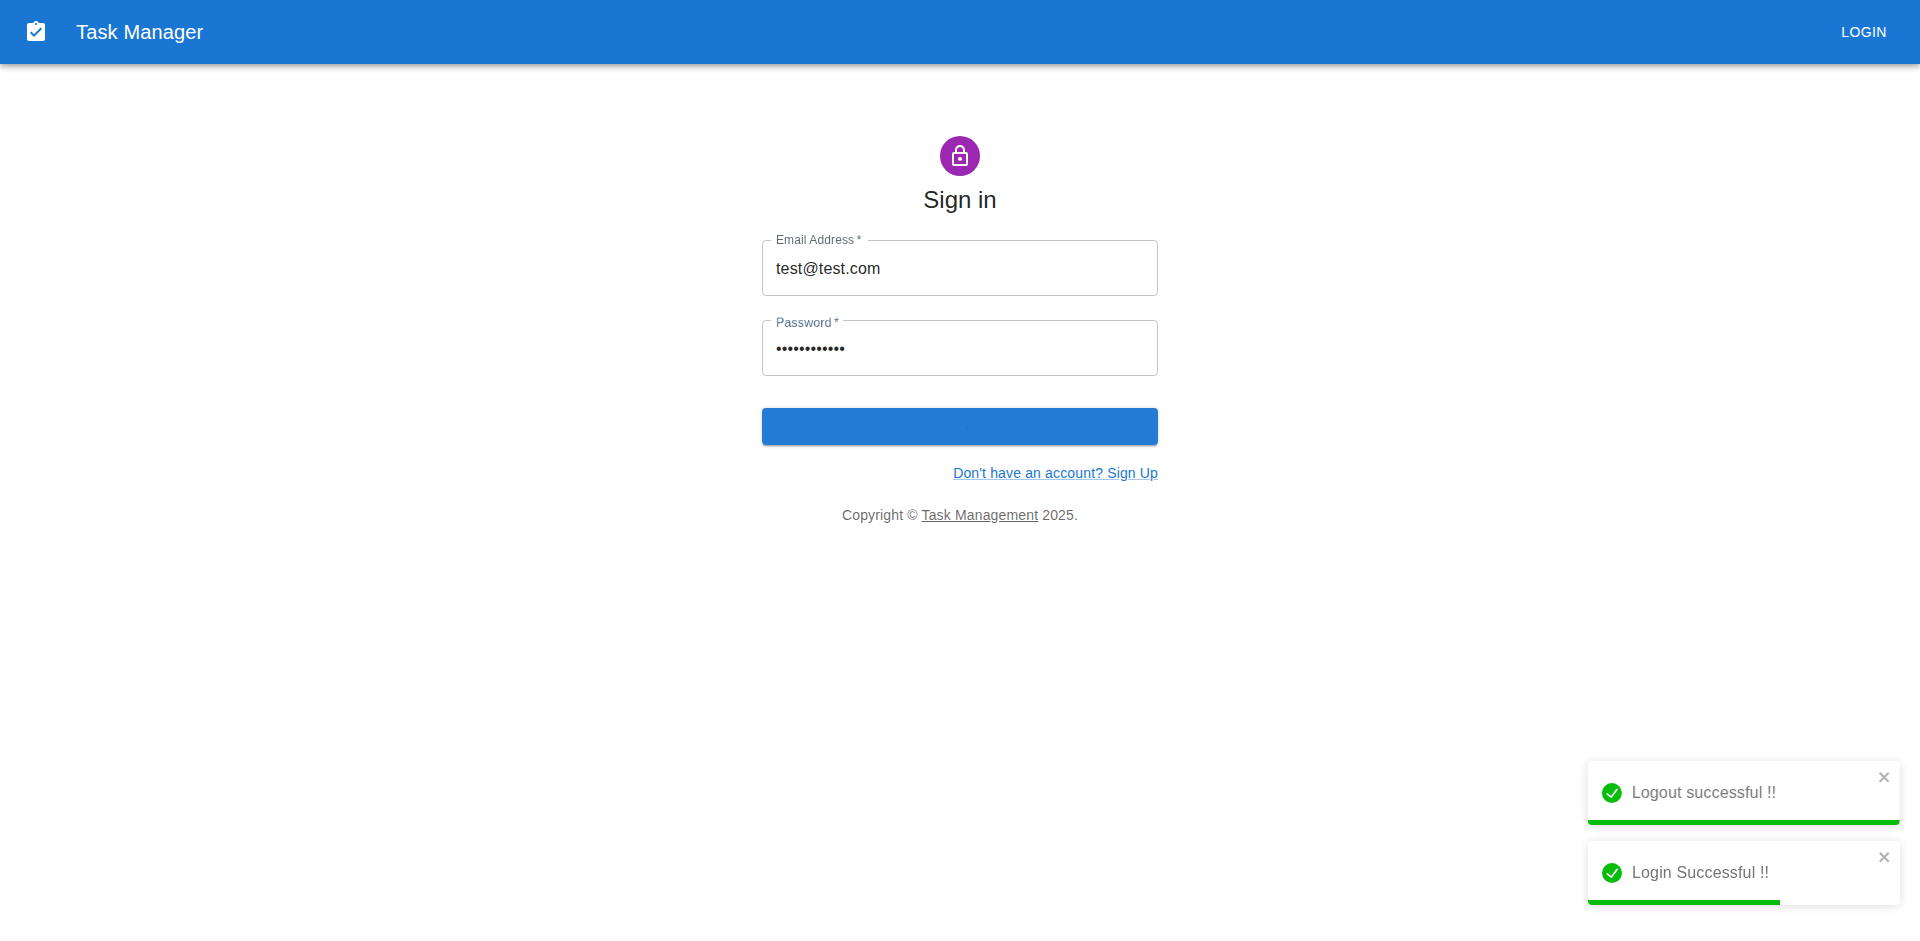 Task Manager
LOGIN
Sign in
Email Address *
test@test.com
Password *
••••••••••••
Don't have an account? Sign Up
Copyright © Task Management 2025.
Logout successful !!
Login Successful !!